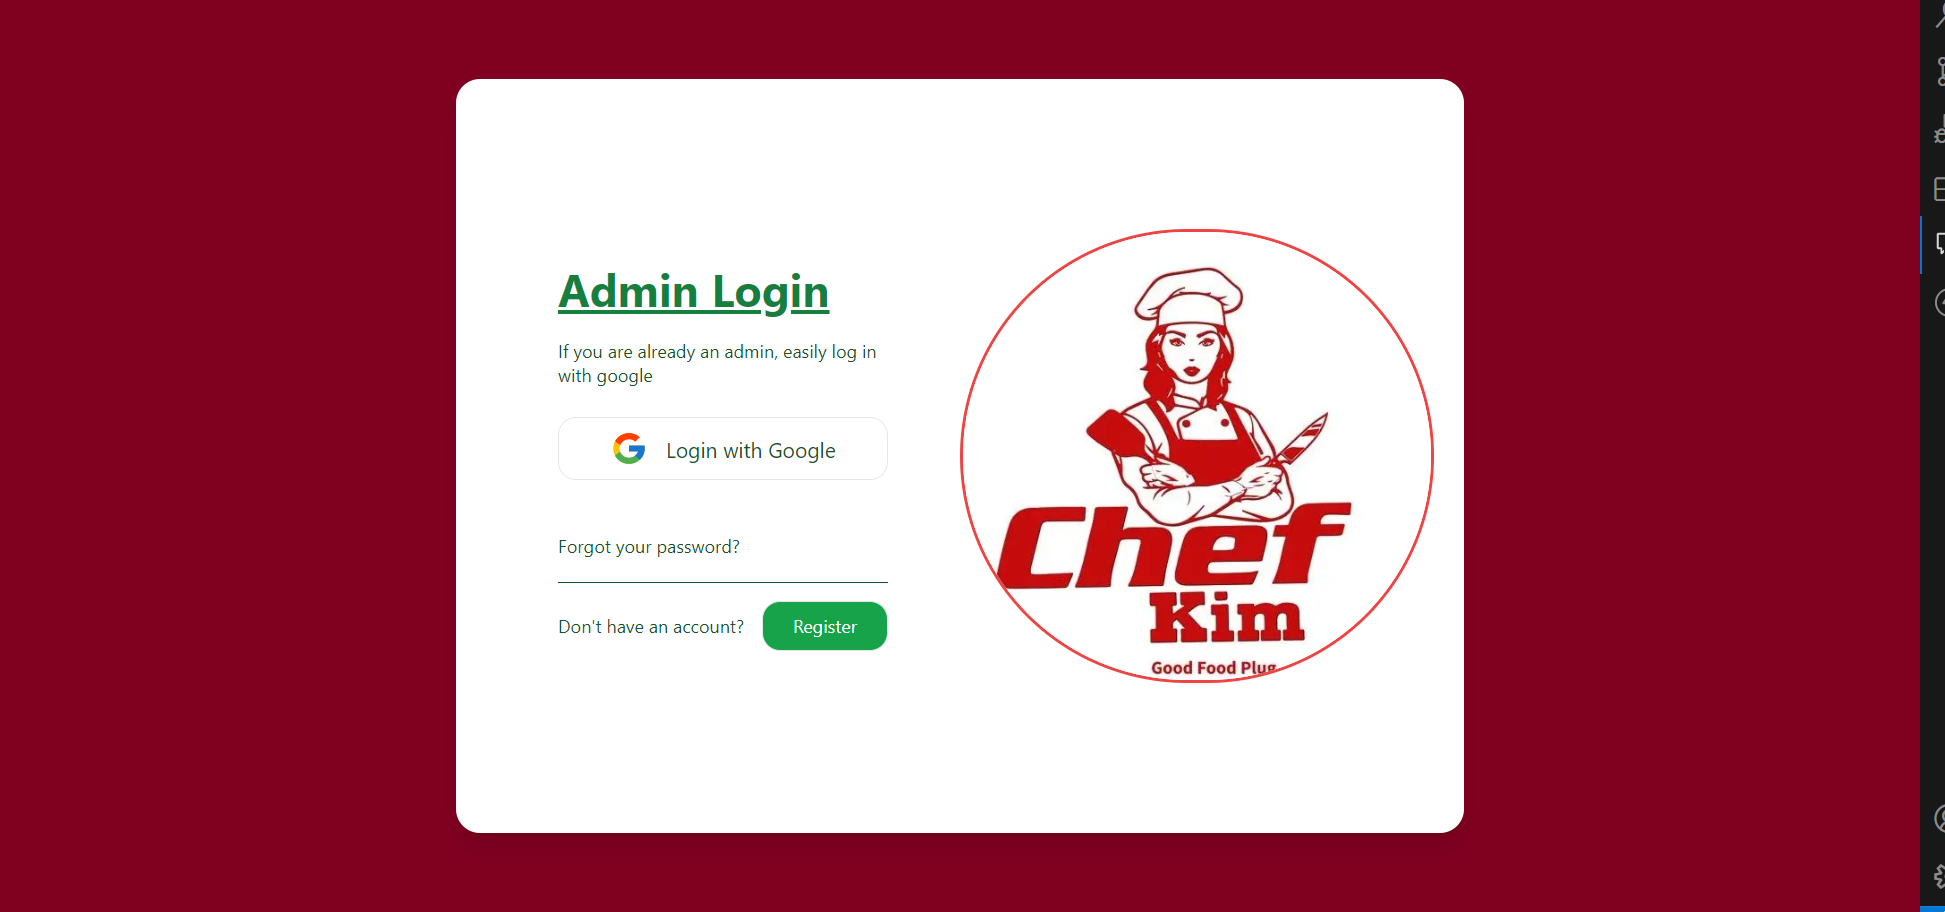 Admin Login
If you are already an admin, easily log in
with google
Login with Google
Forgot your password?
Don't have an account?
Register
Chef
Kim
Good Food Plug